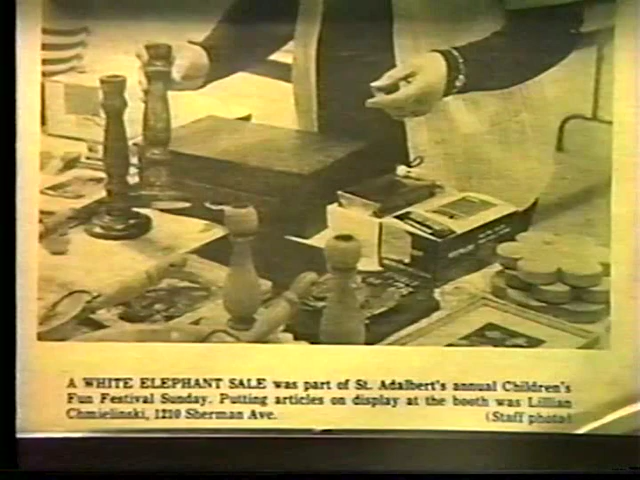 A WHITE ELEPHANT SALE was part of St. Adalbert's annual Children's
Fun Festival Sunday. Putting articles on display at the booth was Lillian
Chmielinski, 1210 Sherman Ave. (Staff photo)